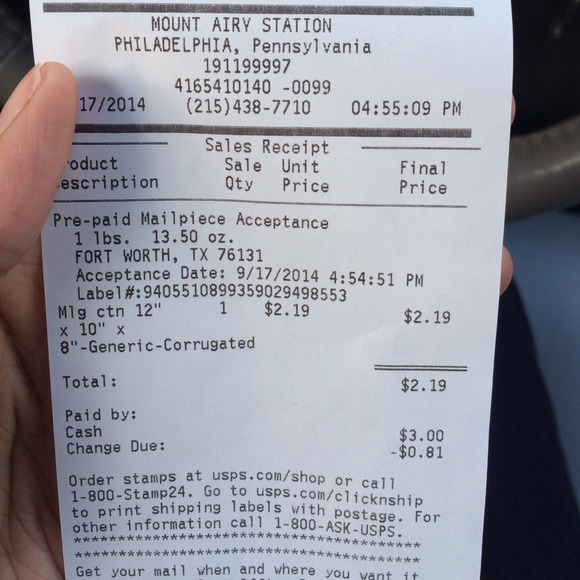 MOUNT AIRY STATION
PHILADELPHIA, Pennsylvania
191199997
4165410140 -0099
17/2014 (215)438-7710 04:55:09 PM
Sales Receipt
roduct Sale Unit Final
escription Qty Price Price
Pre-paid Mailpiece Acceptance
1 lbs. 13.50 oz.
FORT WORTH, TX 76131
Acceptance Date: 9/17/2014 4:54:51 PM
Label#:9405510899359029498553
Mlg ctn 12" 1 $2.19 $2.19
x 10" x
8"-Generic-Corrugated
Total: $2.19
Paid by:
Cash $3.00
Change Due: -$0.81
Order stamps at usps.com/shop or call
1-800-Stamp24. Go to usps.com/clicknship
to print shipping labels with postage. For
other information call 1-800-ASK-USPS.
****************************************
****************************************
Get your mail when and where you want it